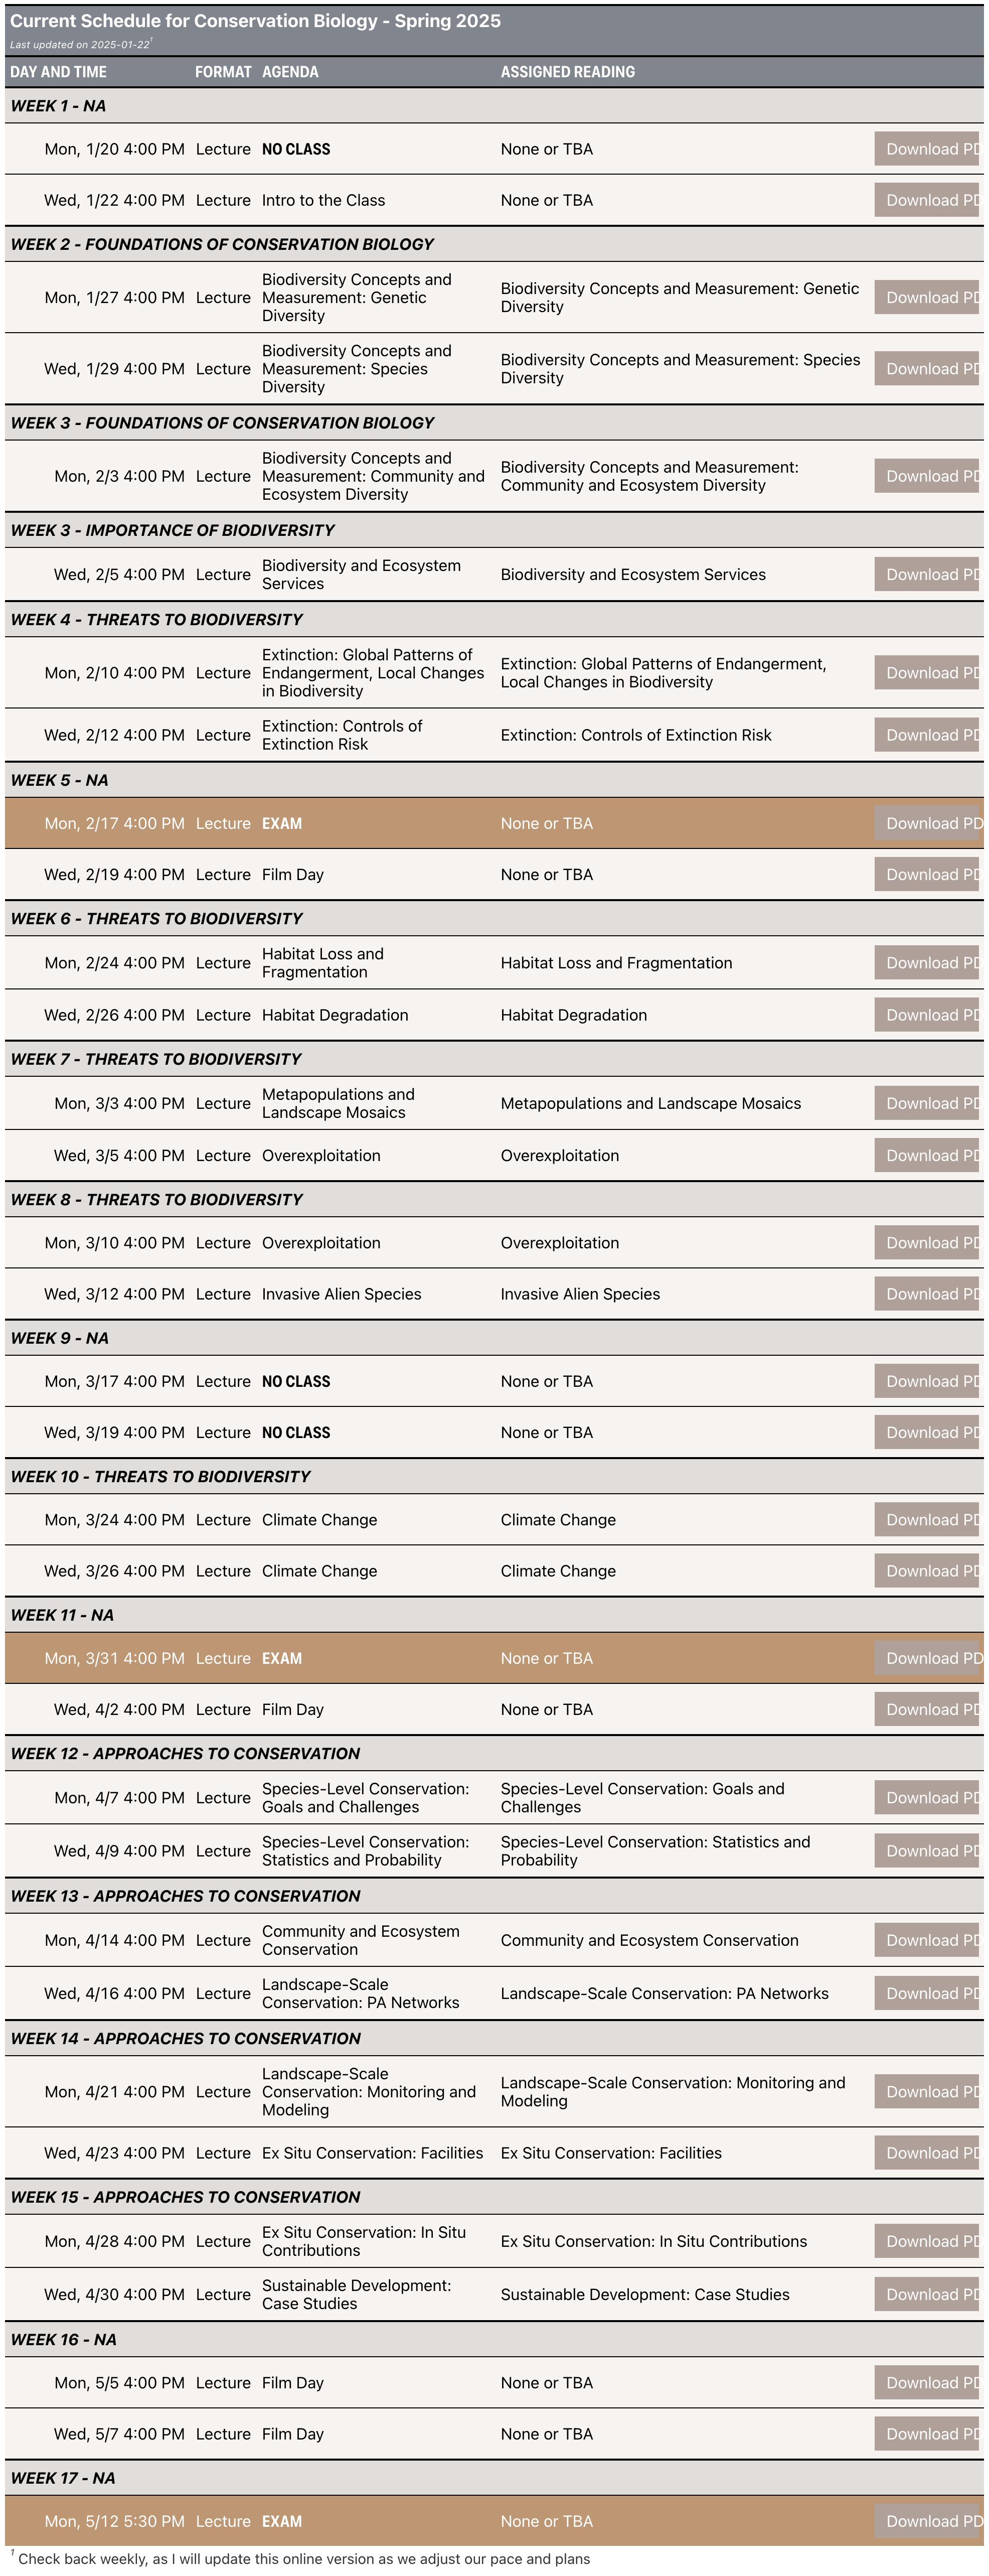 Current Schedule for Conservation Biology - Spring 2025
Last updated on 2025-01-22¹
DAY AND TIME FORMAT AGENDA ASSIGNED READING
WEEK 1 - NA
Mon, 1/20 4:00 PM Lecture NO CLASS None or TBA Download PD
Wed, 1/22 4:00 PM Lecture Intro to the Class None or TBA Download PD
WEEK 2 - FOUNDATIONS OF CONSERVATION BIOLOGY
Mon, 1/27 4:00 PM Lecture Biodiversity Concepts and
Measurement: Genetic
Diversity
Biodiversity Concepts and Measurement: Genetic
Diversity
Download PD
Wed, 1/29 4:00 PM Lecture Biodiversity Concepts and
Measurement: Species
Diversity
Biodiversity Concepts and Measurement: Species
Diversity
Download PD
WEEK 3 - FOUNDATIONS OF CONSERVATION BIOLOGY
Mon, 2/3 4:00 PM Lecture Biodiversity Concepts and
Measurement: Community and
Ecosystem Diversity
Biodiversity Concepts and Measurement:
Community and Ecosystem Diversity
Download PD
WEEK 3 - IMPORTANCE OF BIODIVERSITY
Wed, 2/5 4:00 PM Lecture Biodiversity and Ecosystem
Services
Biodiversity and Ecosystem Services
Download PD
WEEK 4 - THREATS TO BIODIVERSITY
Mon, 2/10 4:00 PM Lecture Extinction: Global Patterns of
Endangerment, Local Changes
in Biodiversity
Extinction: Global Patterns of Endangerment,
Local Changes in Biodiversity
Download PD
Wed, 2/12 4:00 PM Lecture Extinction: Controls of
Extinction Risk
Extinction: Controls of Extinction Risk
Download PD
WEEK 5 - NA
Mon, 2/17 4:00 PM Lecture EXAM None or TBA Download PD
Wed, 2/19 4:00 PM Lecture Film Day None or TBA Download PD
WEEK 6 - THREATS TO BIODIVERSITY
Mon, 2/24 4:00 PM Lecture Habitat Loss and
Fragmentation
Habitat Loss and Fragmentation
Download PD
Wed, 2/26 4:00 PM Lecture Habitat Degradation Habitat Degradation Download PD
WEEK 7 - THREATS TO BIODIVERSITY
Mon, 3/3 4:00 PM Lecture Metapopulations and
Landscape Mosaics
Metapopulations and Landscape Mosaics
Download PD
Wed, 3/5 4:00 PM Lecture Overexploitation Overexploitation Download PD
WEEK 8 - THREATS TO BIODIVERSITY
Mon, 3/10 4:00 PM Lecture Overexploitation Overexploitation Download PD
Wed, 3/12 4:00 PM Lecture Invasive Alien Species Invasive Alien Species Download PD
WEEK 9 - NA
Mon, 3/17 4:00 PM Lecture NO CLASS None or TBA Download PD
Wed, 3/19 4:00 PM Lecture NO CLASS None or TBA Download PD
WEEK 10 - THREATS TO BIODIVERSITY
Mon, 3/24 4:00 PM Lecture Climate Change Climate Change Download PD
Wed, 3/26 4:00 PM Lecture Climate Change Climate Change Download PD
WEEK 11 - NA
Mon, 3/31 4:00 PM Lecture EXAM None or TBA Download PD
Wed, 4/2 4:00 PM Lecture Film Day None or TBA Download PD
WEEK 12 - APPROACHES TO CONSERVATION
Mon, 4/7 4:00 PM Lecture Species-Level Conservation:
Goals and Challenges
Species-Level Conservation: Goals and
Challenges
Download PD
Wed, 4/9 4:00 PM Lecture Species-Level Conservation:
Statistics and Probability
Species-Level Conservation: Statistics and
Probability
Download PD
WEEK 13 - APPROACHES TO CONSERVATION
Mon, 4/14 4:00 PM Lecture Community and Ecosystem
Conservation
Community and Ecosystem Conservation
Download PD
Wed, 4/16 4:00 PM Lecture Landscape-Scale
Conservation: PA Networks
Landscape-Scale Conservation: PA Networks
Download PD
WEEK 14 - APPROACHES TO CONSERVATION
Mon, 4/21 4:00 PM Lecture Landscape-Scale
Conservation: Monitoring and
Modeling
Landscape-Scale Conservation: Monitoring and
Modeling
Download PD
Wed, 4/23 4:00 PM Lecture Ex Situ Conservation: Facilities Ex Situ Conservation: Facilities Download PD
WEEK 15 - APPROACHES TO CONSERVATION
Mon, 4/28 4:00 PM Lecture Ex Situ Conservation: In Situ
Contributions
Ex Situ Conservation: In Situ Contributions
Download PD
Wed, 4/30 4:00 PM Lecture Sustainable Development:
Case Studies
Sustainable Development: Case Studies
Download PD
WEEK 16 - NA
Mon, 5/5 4:00 PM Lecture Film Day None or TBA Download PD
Wed, 5/7 4:00 PM Lecture Film Day None or TBA Download PD
WEEK 17 - NA
Mon, 5/12 5:30 PM Lecture EXAM None or TBA Download PD
¹ Check back weekly, as I will update this online version as we adjust our pace and plans